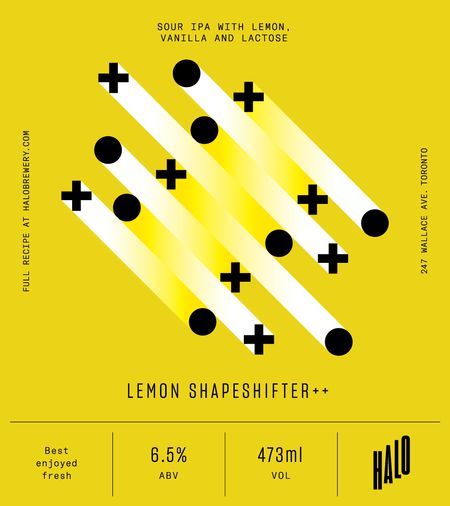 SOUR IPA WITH LEMON,
VANILLA AND LACTOSE
FULL RECIPE AT HALOBREWERY.COM
247 WALLACE AVE. TORONTO
LEMON SHAPESHIFTER++
Best
enjoyed
fresh
6.5%
ABV
473ml
VOL
HALO